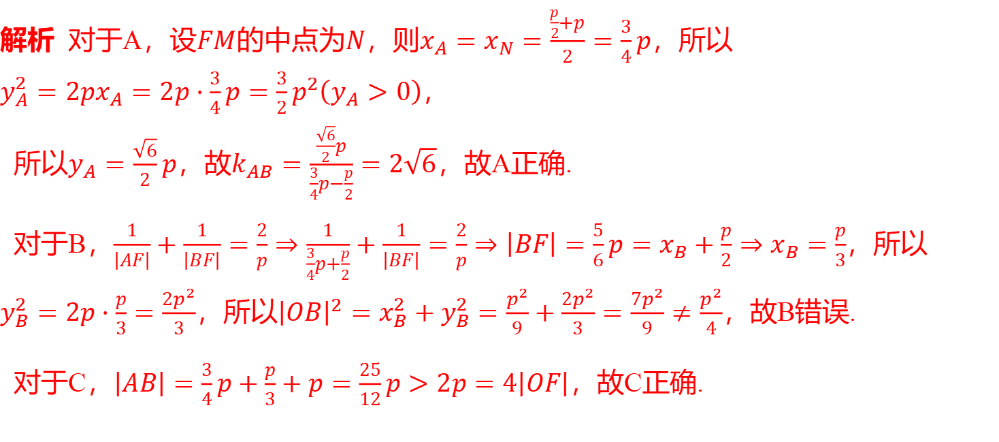 解析 对于A，设$FM$的中点为$N$，则$x_A = x_N = \frac{\frac{p}{2}+p}{2} = \frac{3}{4}p$，所以
$y_A^2 = 2px_A = 2p \cdot \frac{3}{4}p = \frac{3}{2}p^2(y_A > 0)$，
所以$y_A = \frac{\sqrt{6}}{2}p$，故$k_{AB} = \frac{\frac{\sqrt{6}}{2}p}{\frac{3}{4}p-\frac{p}{2}} = 2\sqrt{6}$，故A正确.
对于B，$\frac{1}{|AF|} + \frac{1}{|BF|} = \frac{2}{p} \Rightarrow \frac{1}{\frac{3}{4}p+\frac{p}{2}} + \frac{1}{|BF|} = \frac{2}{p} \Rightarrow |BF| = \frac{5}{6}p = x_B + \frac{p}{2} \Rightarrow x_B = \frac{p}{3}$，所以
$y_B^2 = 2p \cdot \frac{p}{3} = \frac{2p^2}{3}$，所以$|OB|^2 = x_B^2 + y_B^2 = \frac{p^2}{9} + \frac{2p^2}{3} = \frac{7p^2}{9} \neq \frac{p^2}{4}$，故B错误.
对于C，$|AB| = \frac{3}{4}p + \frac{p}{3} + p = \frac{25}{12}p > 2p = 4|OF|$，故C正确.